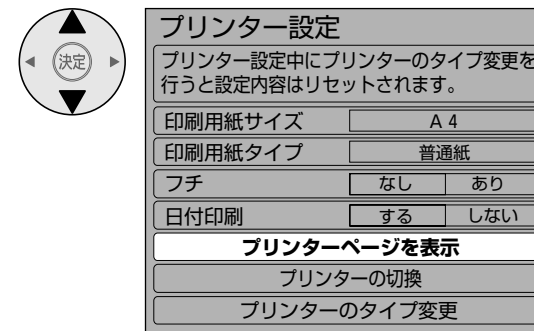 決定
プリンター設定
プリンター設定中にプリンターのタイプ変更を
行うと設定内容はリセットされます。
印刷用紙サイズ A4
印刷用紙タイプ 普通紙
フチ なし あり
日付印刷 する しない
プリンターページを表示
プリンターの切換
プリンターのタイプ変更